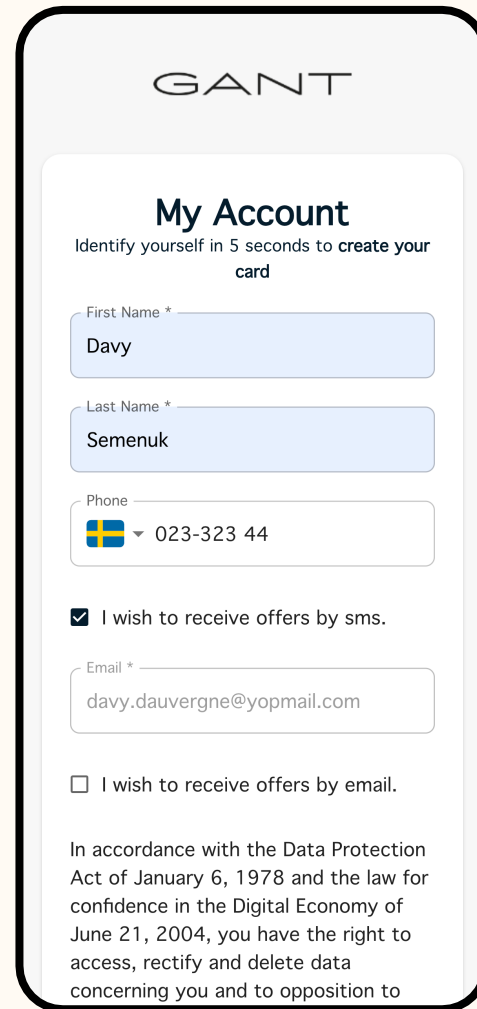 GANT
My Account
Identify yourself in 5 seconds to create your
card
First Name *
Davy
Last Name *
Semenuk
Phone
023-323 44
I wish to receive offers by sms.
Email *
davy.dauvergne@yopmail.com
I wish to receive offers by email.
In accordance with the Data Protection
Act of January 6, 1978 and the law for
confidence in the Digital Economy of
June 21, 2004, you have the right to
access, rectify and delete data
concerning you and to opposition to